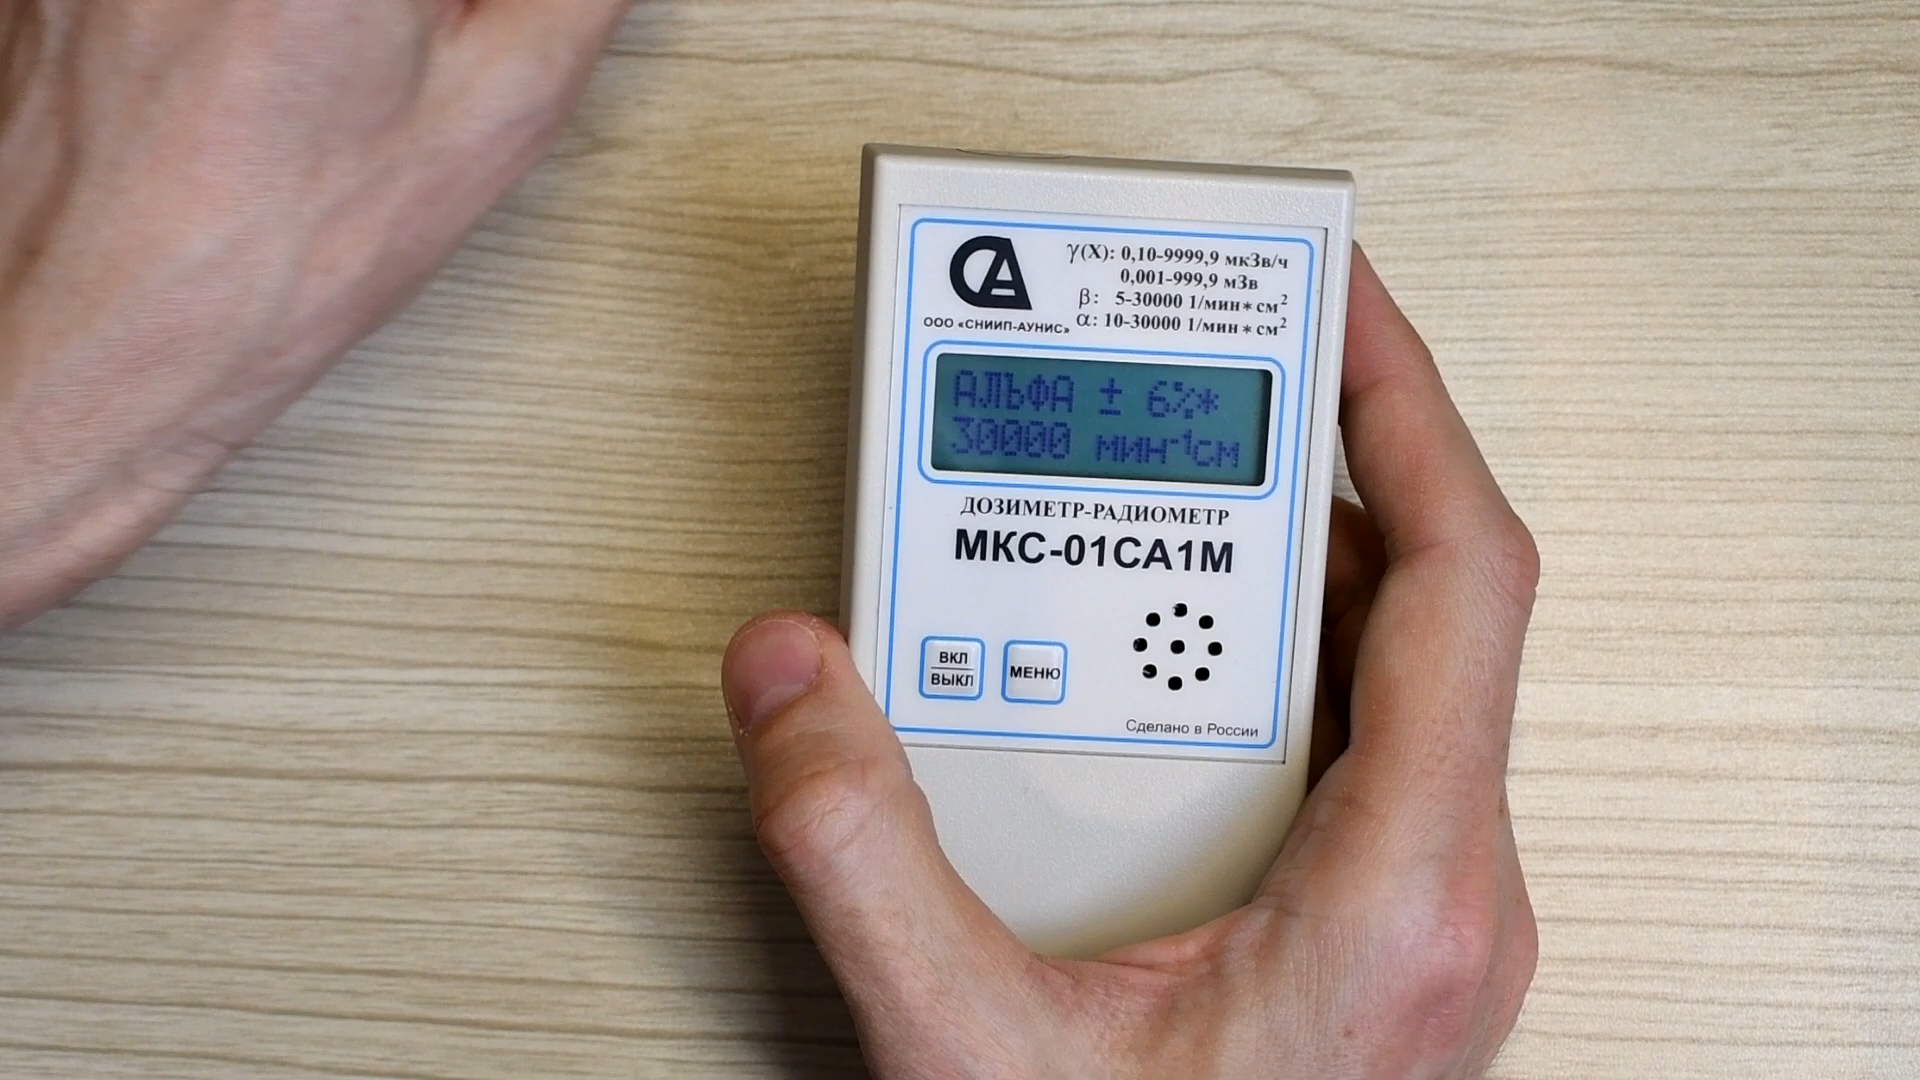 СА
γ(X): 0,10-9999,9 мкЗв/ч
0,001-999,9 мЗв
β: 5-30000 1/мин*см²
α: 10-30000 1/мин*см²
ООО «СНИИП-АУНИС»
АЛЬФА ± 6%*
30000 мин⁻¹см
ДОЗИМЕТР-РАДИОМЕТР
МКС-01СА1М
ВКЛ
ВЫКЛ
МЕНЮ
Сделано в России